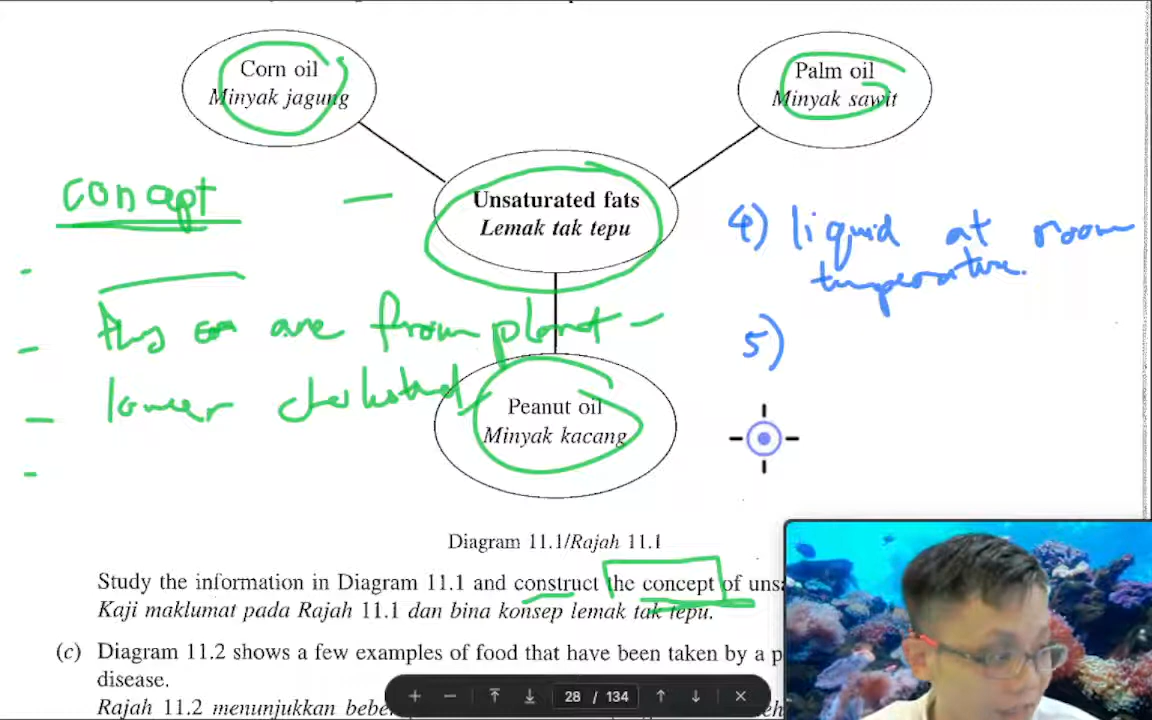 Corn oil
Minyak jagung
Palm oil
Minyak sawit
concept
Unsaturated fats
Lemak tak tepu
4) liquid at room
temperature.
are from plant
5)
lower
Peanut oil
Minyak kacang
Diagram 11.1/Rajah 11.1
Study the information in Diagram 11.1 and construct the concept of
Kaji maklumat pada Rajah 11.1 dan bina konsep lemak tak tepu.
(c) Diagram 11.2 shows a few examples of food that have been taken by a
disease.
Rajah 11.2 menunjukkan
28 / 134